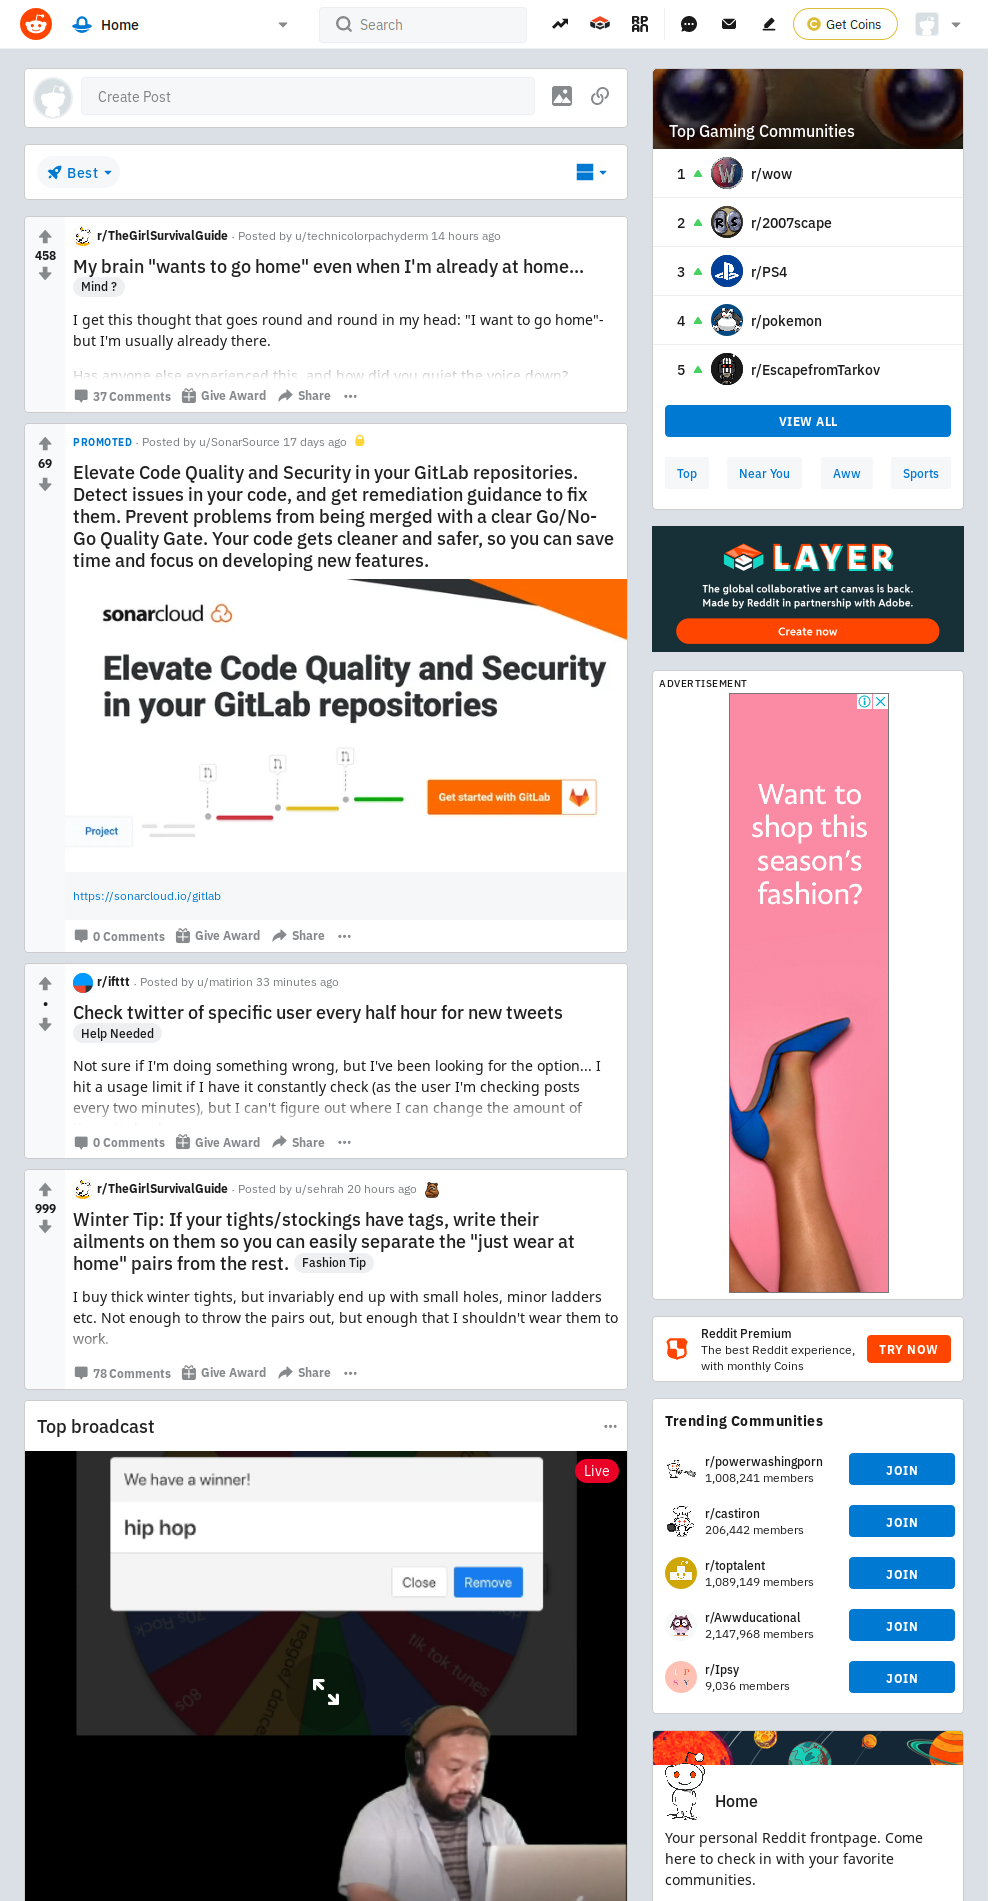 Home
Search
Get Coins
Create Post
Best
r/TheGirlSurvivalGuide · Posted by u/technicolorpachyderm 14 hours ago
458
My brain "wants to go home" even when I'm already at home...
Mind ?
I get this thought that goes round and round in my head: "I want to go home"-
but I'm usually already there.
Has anyone else experienced this, and how did you quiet the voice down?
37 Comments Give Award Share
PROMOTED · Posted by u/SonarSource 17 days ago
69
Elevate Code Quality and Security in your GitLab repositories.
Detect issues in your code, and get remediation guidance to fix
them. Prevent problems from being merged with a clear Go/No-
Go Quality Gate. Your code gets cleaner and safer, so you can save
time and focus on developing new features.
sonarcloud
Elevate Code Quality and Security
in your GitLab repositories
Project
Get started with GitLab
https://sonarcloud.io/gitlab
0 Comments Give Award Share
r/ifttt · Posted by u/matirion 33 minutes ago
•
Check twitter of specific user every half hour for new tweets
Help Needed
Not sure if I'm doing something wrong, but I've been looking for the option... I
hit a usage limit if I have it constantly check (as the user I'm checking posts
every two minutes), but I can't figure out where I can change the amount of
0 Comments Give Award Share
r/TheGirlSurvivalGuide · Posted by u/sehrah 20 hours ago
999
Winter Tip: If your tights/stockings have tags, write their
ailments on them so you can easily separate the "just wear at
home" pairs from the rest. Fashion Tip
I buy thick winter tights, but invariably end up with small holes, minor ladders
etc. Not enough to throw the pairs out, but enough that I shouldn't wear them to
work.
78 Comments Give Award Share
Top broadcast
Live
We have a winner!
hip hop
Close Remove
70s Rock
80s
reggae/ dance
tik tok tunes
Top Gaming Communities
1 r/wow
2 r/2007scape
3 r/PS4
4 r/pokemon
5 r/EscapefromTarkov
VIEW ALL
Top Near You Aww Sports
LAYER
The global collaborative art canvas is back.
Made by Reddit in partnership with Adobe.
Create now
ADVERTISEMENT
Want to
shop this
season's
fashion?
Reddit Premium
The best Reddit experience,
with monthly Coins
TRY NOW
Trending Communities
r/powerwashingporn
1,008,241 members
JOIN
r/castiron
206,442 members
JOIN
r/toptalent
1,089,149 members
JOIN
r/Awwducational
2,147,968 members
JOIN
r/Ipsy
9,036 members
JOIN
Home
Your personal Reddit frontpage. Come
here to check in with your favorite
communities.